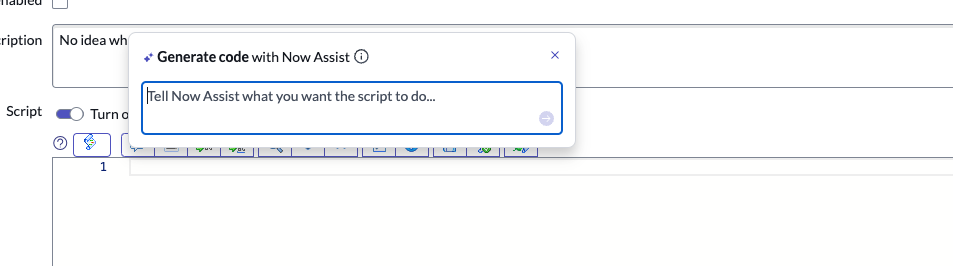 ription
No idea wh
Generate code with Now Assist
Tell Now Assist what you want the script to do...
Script
Turn o
1